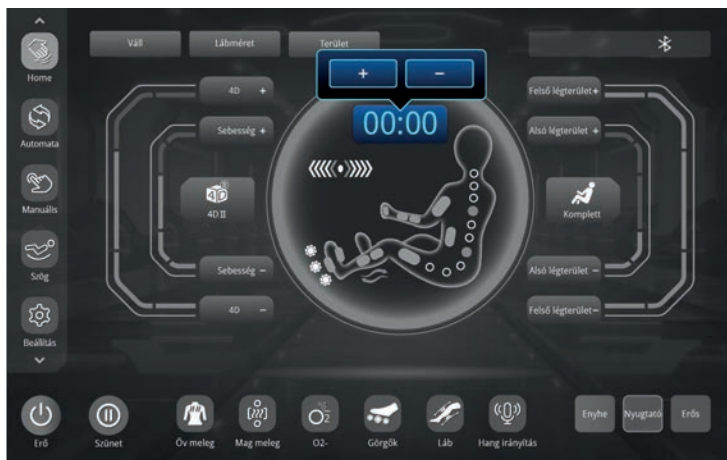 Váll
Lábméret
Terület
+
−
00:00
Home
Automata
Manuális
Szög
Beállítás
4D +
Sebesség +
4D
4D II
Sebesség −
4D −
Felső légterület+
Alsó légterület +
Komplett
Alsó légterület −
Felső légterület−
Erő
Szünet
Öv meleg
Mag meleg
O2
O2-
Görgők
Láb
Hang irányítás
Enyhe
Nyugtató
Erős